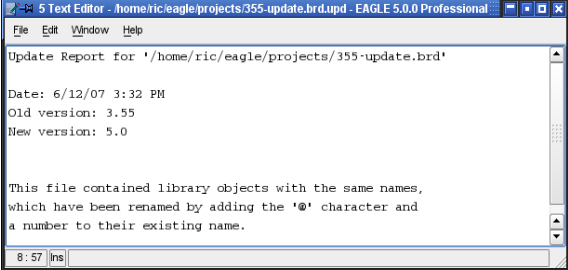 5 Text Editor - /home/ric/eagle/projects/355-update.brd.upd - EAGLE 5.0.0 Professional
File Edit Window Help
Update Report for '/home/ric/eagle/projects/355-update.brd'
Date: 6/12/07 3:32 PM
Old version: 3.55
New version: 5.0
This file contained library objects with the same names,
which have been renamed by adding the '@' character and
a number to their existing name.
8:57 Ins